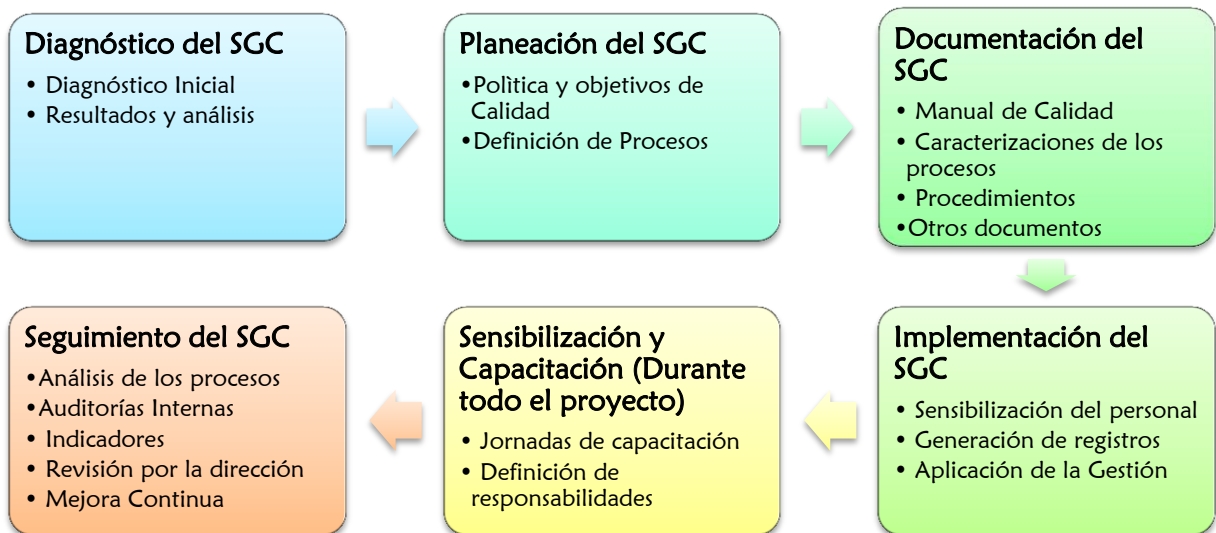 Diagnóstico del SGC
• Diagnóstico Inicial
• Resultados y análisis
Planeación del SGC
•Polìtica y objetivos de
Calidad
•Definición de Procesos
Documentación del
SGC
• Manual de Calidad
• Caracterizaciones de los
procesos
• Procedimientos
•Otros documentos
Implementación del
SGC
• Sensibilización del personal
• Generación de registros
• Aplicación de la Gestión
Sensibilización y
Capacitación (Durante
todo el proyecto)
• Jornadas de capacitación
• Definición de
responsabilidades
Seguimiento del SGC
•Análisis de los procesos
•Auditorías Internas
• Indicadores
• Revisión por la dirección
• Mejora Continua